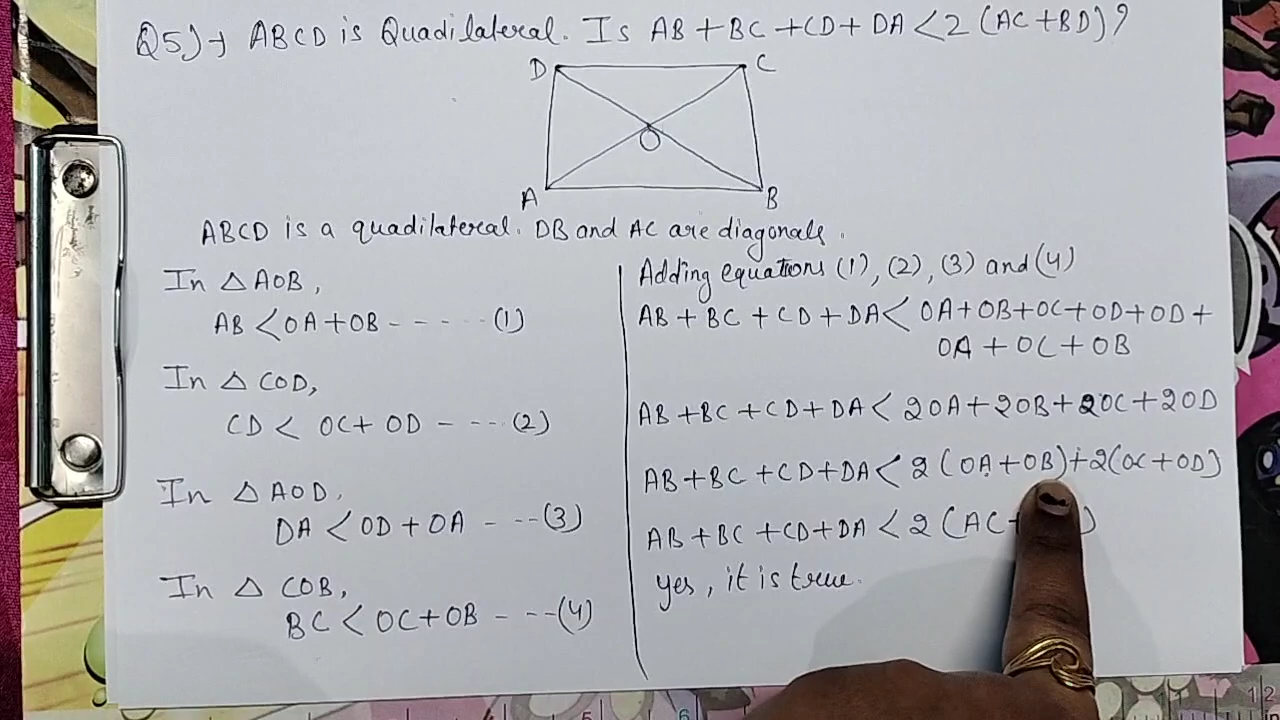 Q5) → ABCD is Quadilateral. Is AB + BC + CD + DA < 2 (AC + BD)?
D C
O
A B
ABCD is a quadilateral. DB and AC are diagonals.
In △ AOB,
AB < OA + OB - - - - - (1)
In △ COD,
CD < OC + OD - - - - (2)
In △ AOD,
DA < OD + OA - - - (3)
In △ COB,
BC < OC + OB - - - - (4)
Adding equations (1), (2), (3) and (4)
AB + BC + CD + DA < OA + OB + OC + OD + OD +
OA + OC + OB
AB + BC + CD + DA < 2OA + 2OB + 2OC + 2OD
AB + BC + CD + DA < 2 (OA + OB) + 2(OC + OD)
AB + BC + CD + DA < 2 (AC + )
yes, it is true.
5 6 12